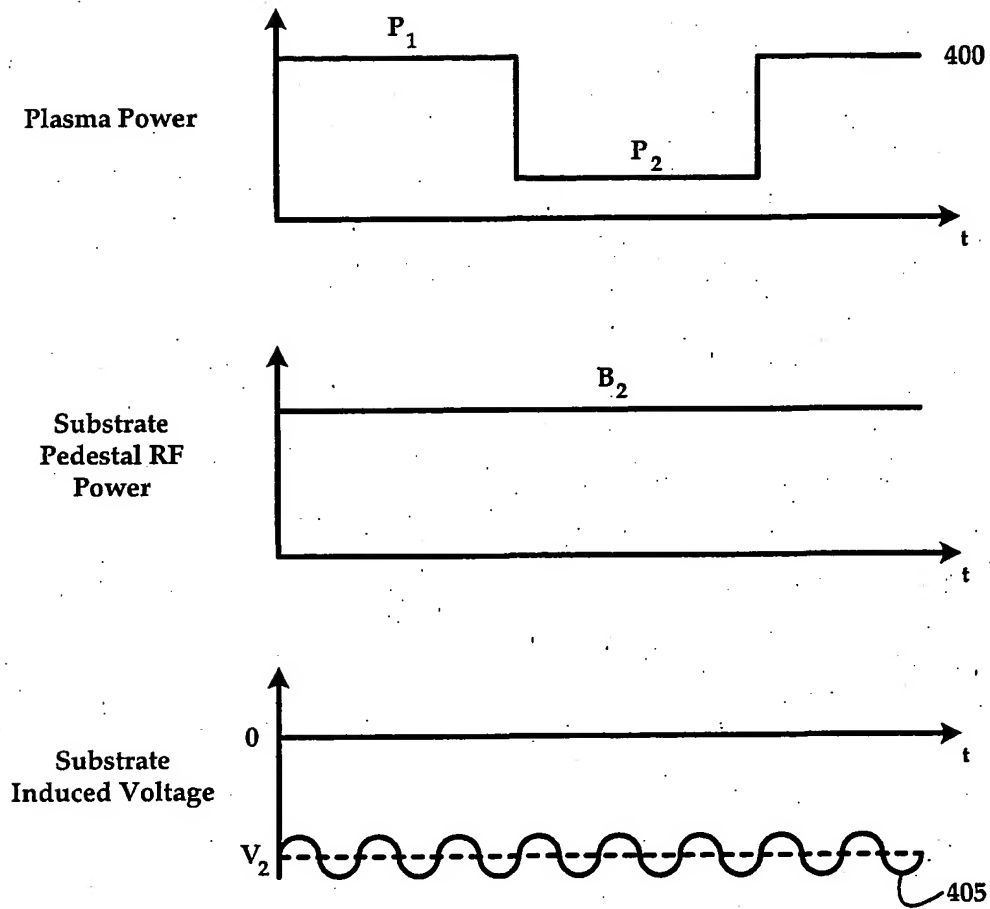 P1
400
Plasma Power
P2
t
B2
Substrate
Pedestal RF
Power
t
0
t
Substrate
Induced Voltage
V2
405